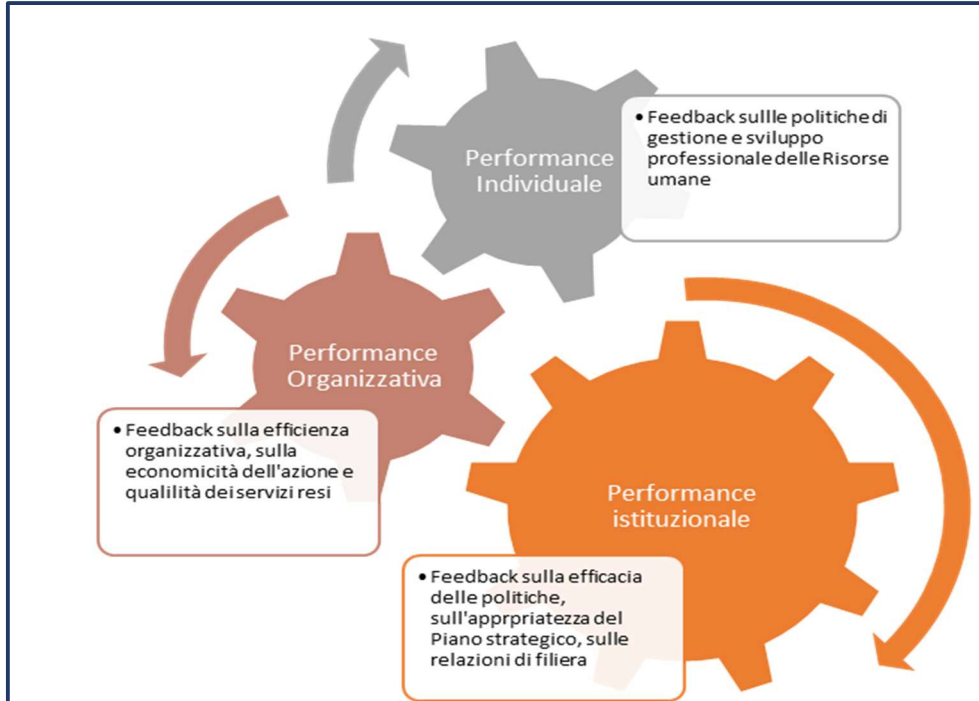 Performance
Individuale
• Feedback sullle politiche di
gestione e sviluppo
professionale delle Risorse
umane
Performance
Organizzativa
• Feedback sulla efficienza
organizzativa, sulla
economicità dell'azione e
qualilità dei servizi resi
Performance
istituzionale
• Feedback sulla efficacia
delle politiche,
sull'apprpriatezza del
Piano strategico, sulle
relazioni di filiera